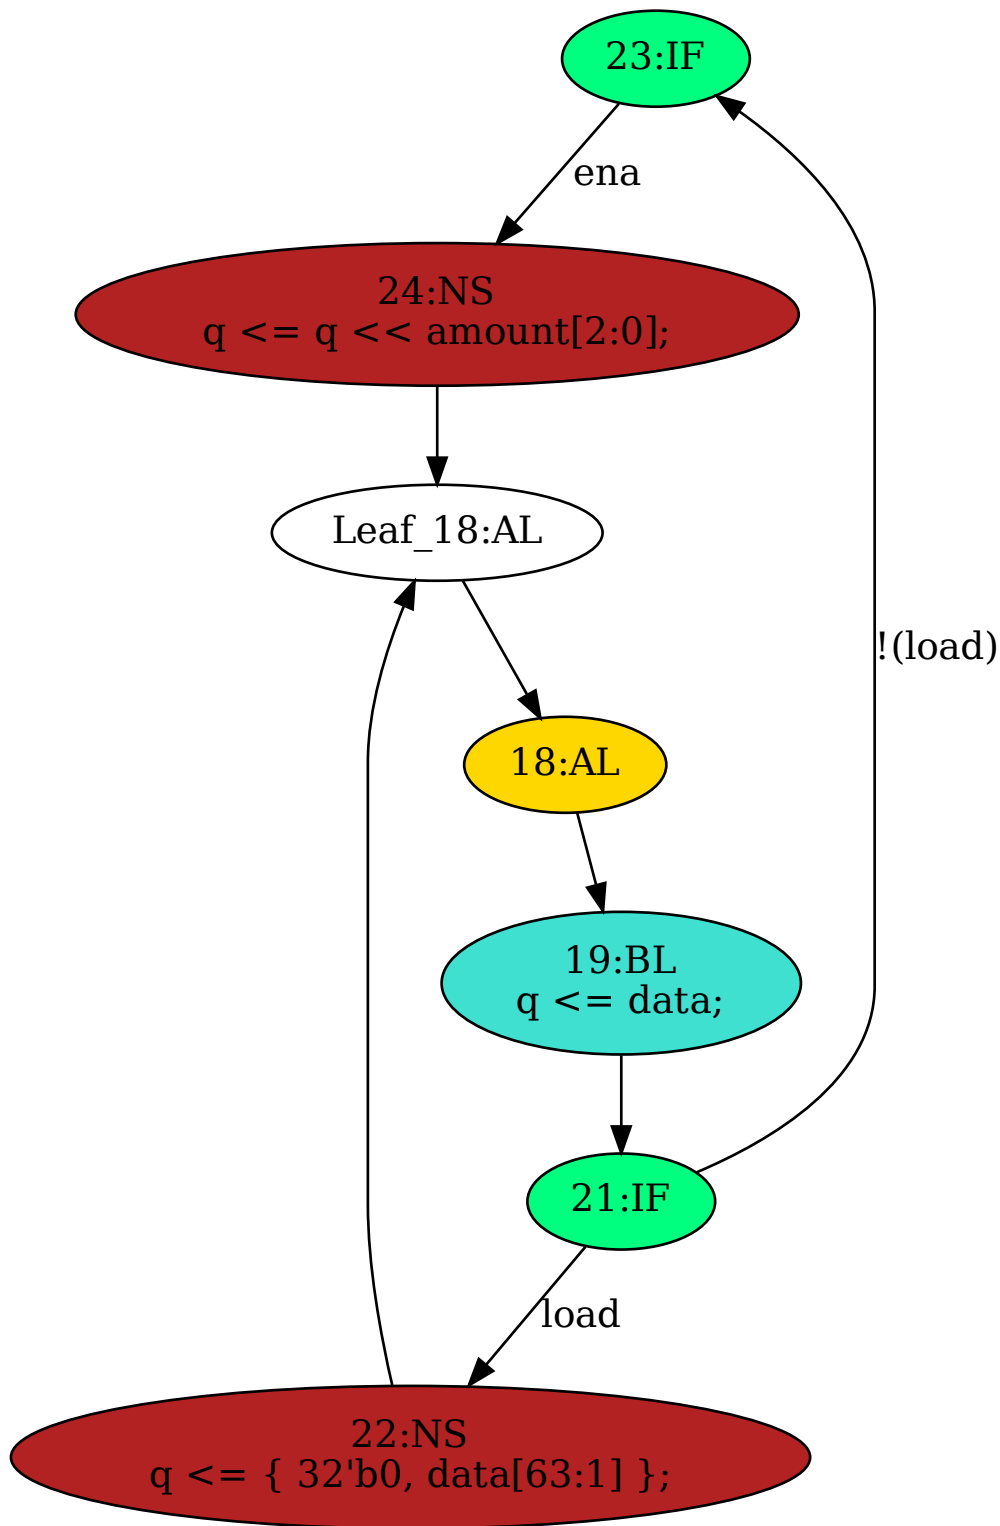 23:IF
ena
24:NS
q <= q << amount[2:0];
Leaf_18:AL
!(load)
18:AL
19:BL
q <= data;
21:IF
load
22:NS
q <= { 32'b0, data[63:1] };